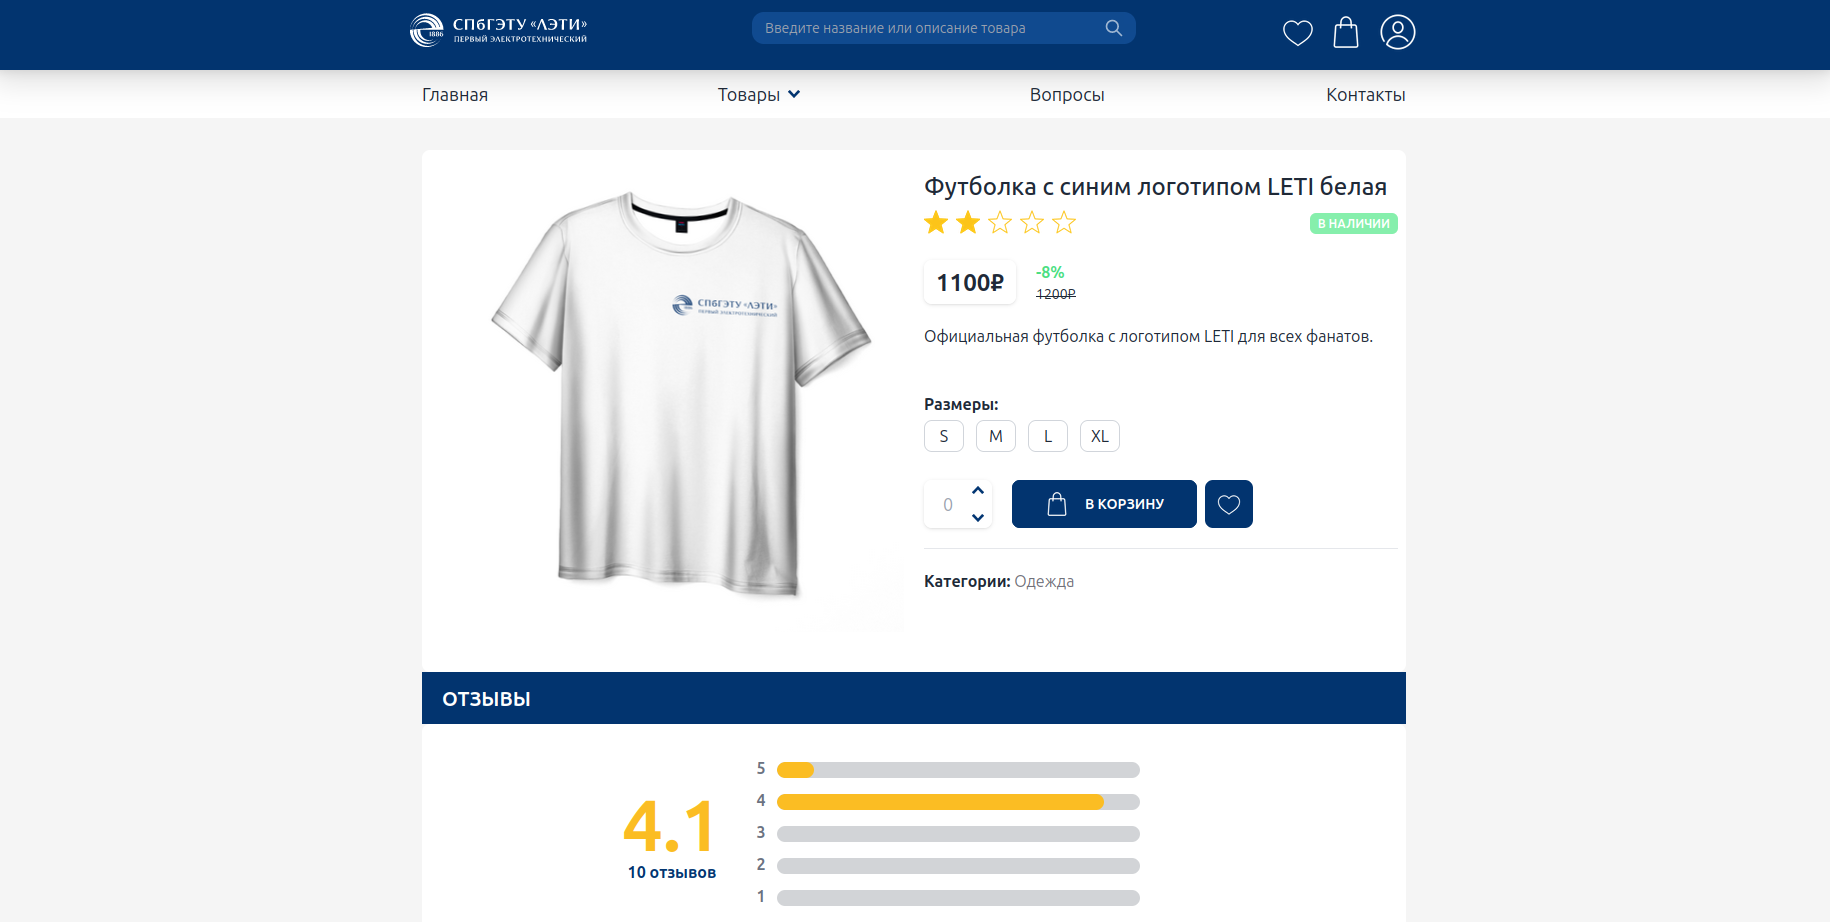 СПбГЭТУ «ЛЭТИ»
ПЕРВЫЙ ЭЛЕКТРОТЕХНИЧЕСКИЙ
1886
Введите название или описание товара
Главная
Товары
Вопросы
Контакты
СПбГЭТУ «ЛЭТИ»
ПЕРВЫЙ ЭЛЕКТРОТЕХНИЧЕСКИЙ
Футболка с синим логотипом LETI белая
В НАЛИЧИИ
1100₽
-8%
1200₽
Официальная футболка с логотипом LETI для всех фанатов.
Размеры:
S M L XL
0
В КОРЗИНУ
Категории: Одежда
ОТЗЫВЫ
4.1
10 отзывов
5
4
3
2
1